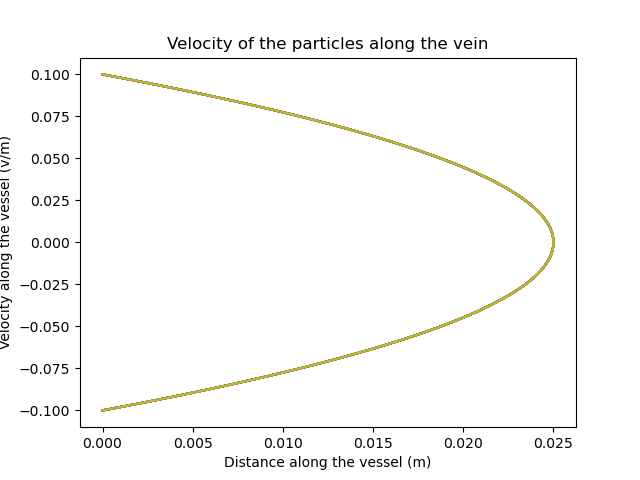 Velocity of the particles along the vein
Velocity along the vessel (v/m)
0.100
0.075
0.050
0.025
0.000
−0.025
−0.050
−0.075
−0.100
0.000 0.005 0.010 0.015 0.020 0.025
Distance along the vessel (m)